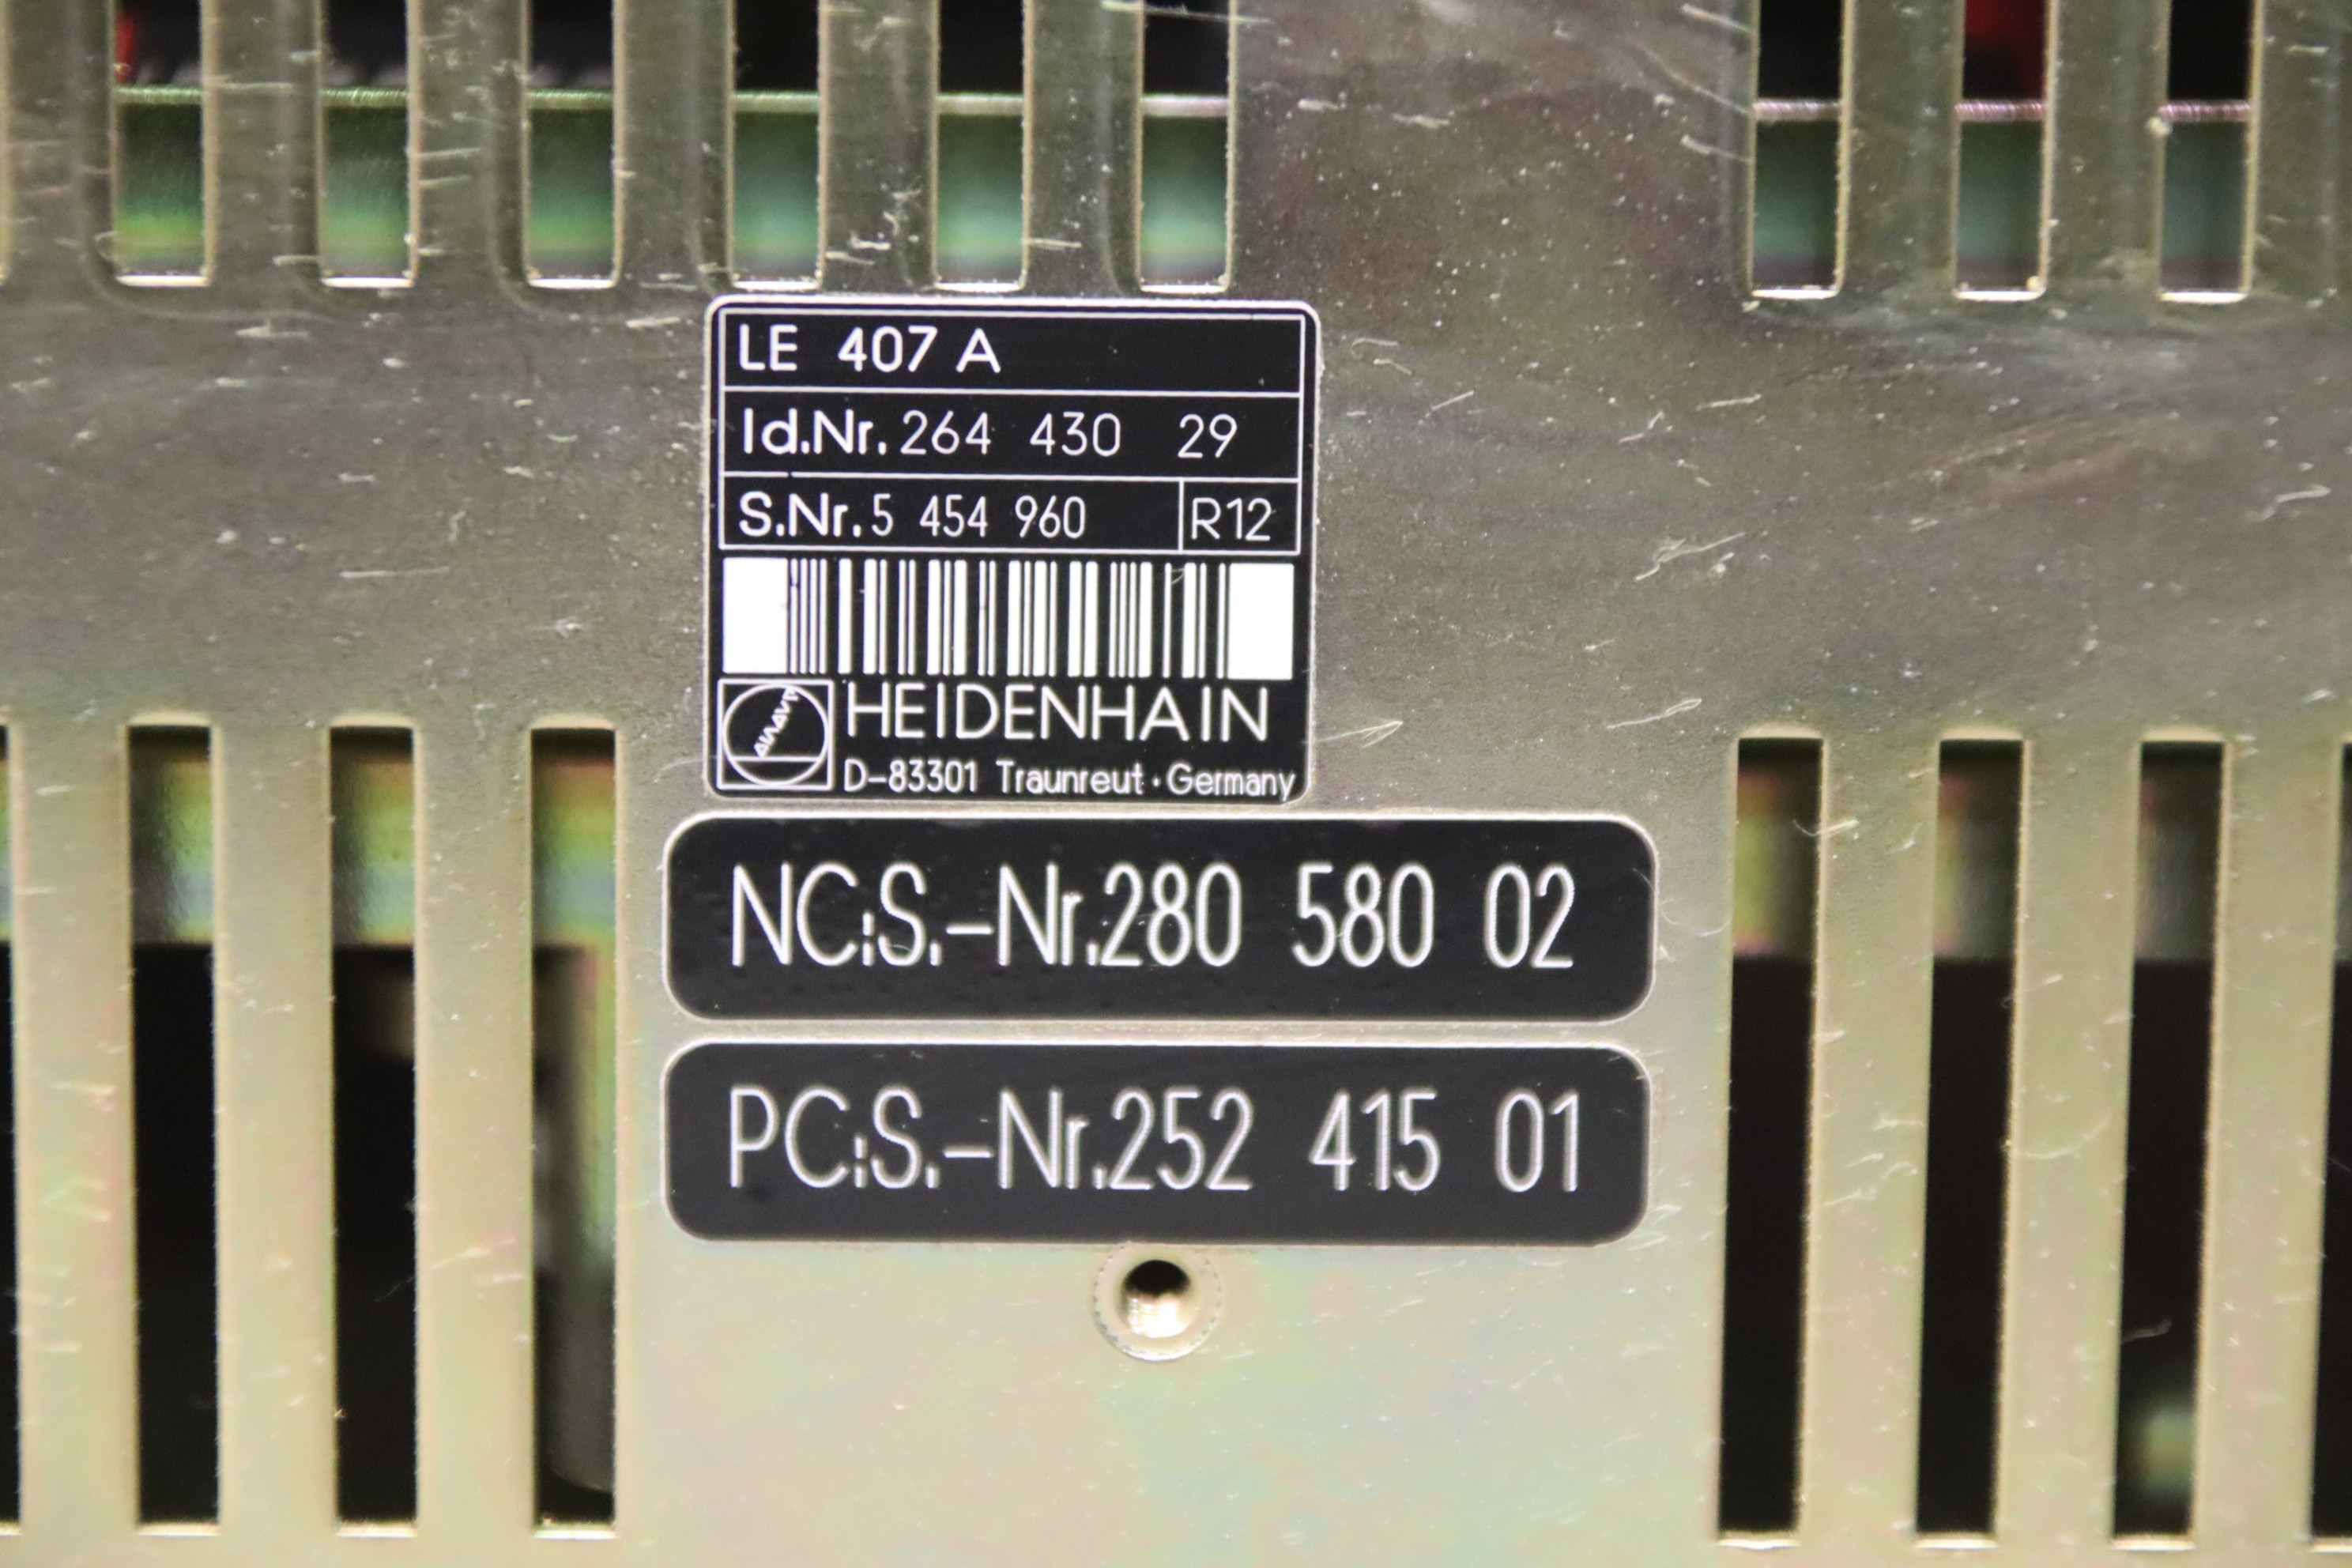 LE 407 A
Id.Nr. 264 430 29
S.Nr. 5 454 960 R12
HEIDENHAIN
D-83301 Traunreut · Germany
NC:S.-Nr.280 580 02
PC:S.-Nr.252 415 01